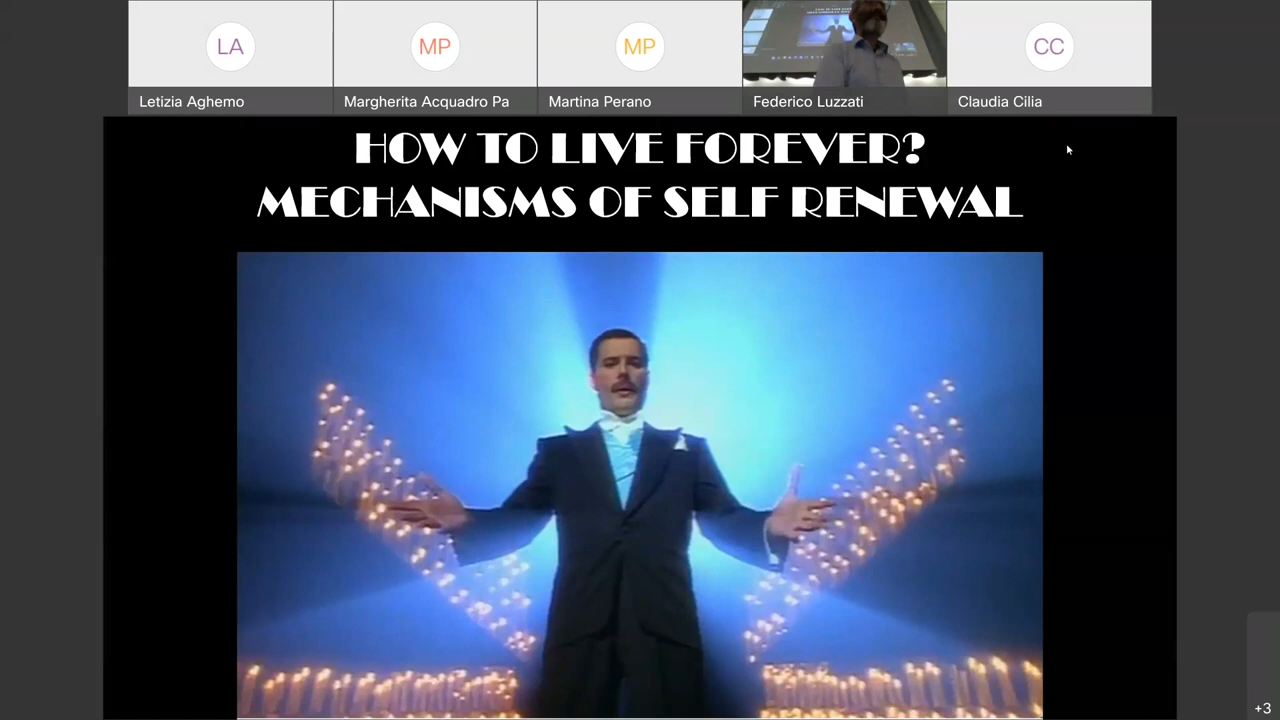 LA
MP
MP
CC
Letizia Aghemo
Margherita Acquadro Pa
Martina Perano
Federico Luzzati
Claudia Cilia
HOW TO LIVE FOREVER?
MECHANISMS OF SELF RENEWAL
+3